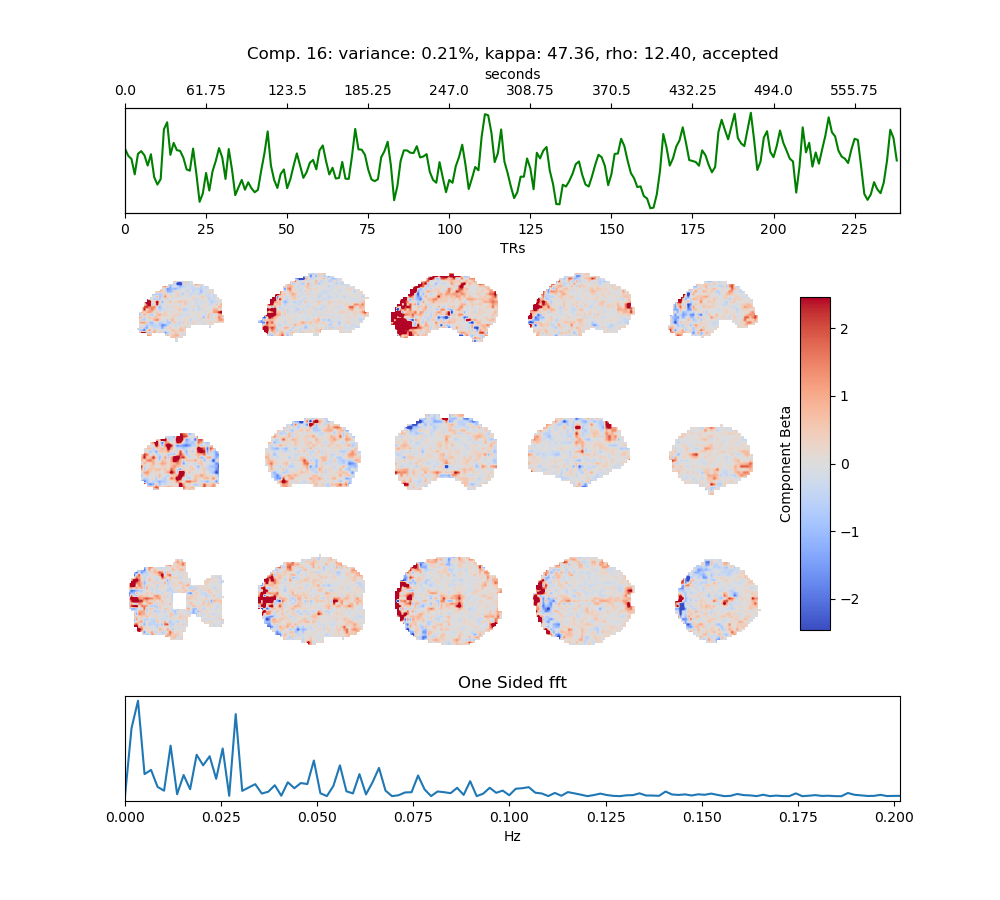 Comp. 16: variance: 0.21%, kappa: 47.36, rho: 12.40, accepted
seconds
0.0 61.75 123.5 185.25 247.0 308.75 370.5 432.25 494.0 555.75
0 25 50 75 100 125 150 175 200 225
TRs
2
1
0
−1
−2
Component Beta
One Sided fft
0.000 0.025 0.050 0.075 0.100 0.125 0.150 0.175 0.200
Hz